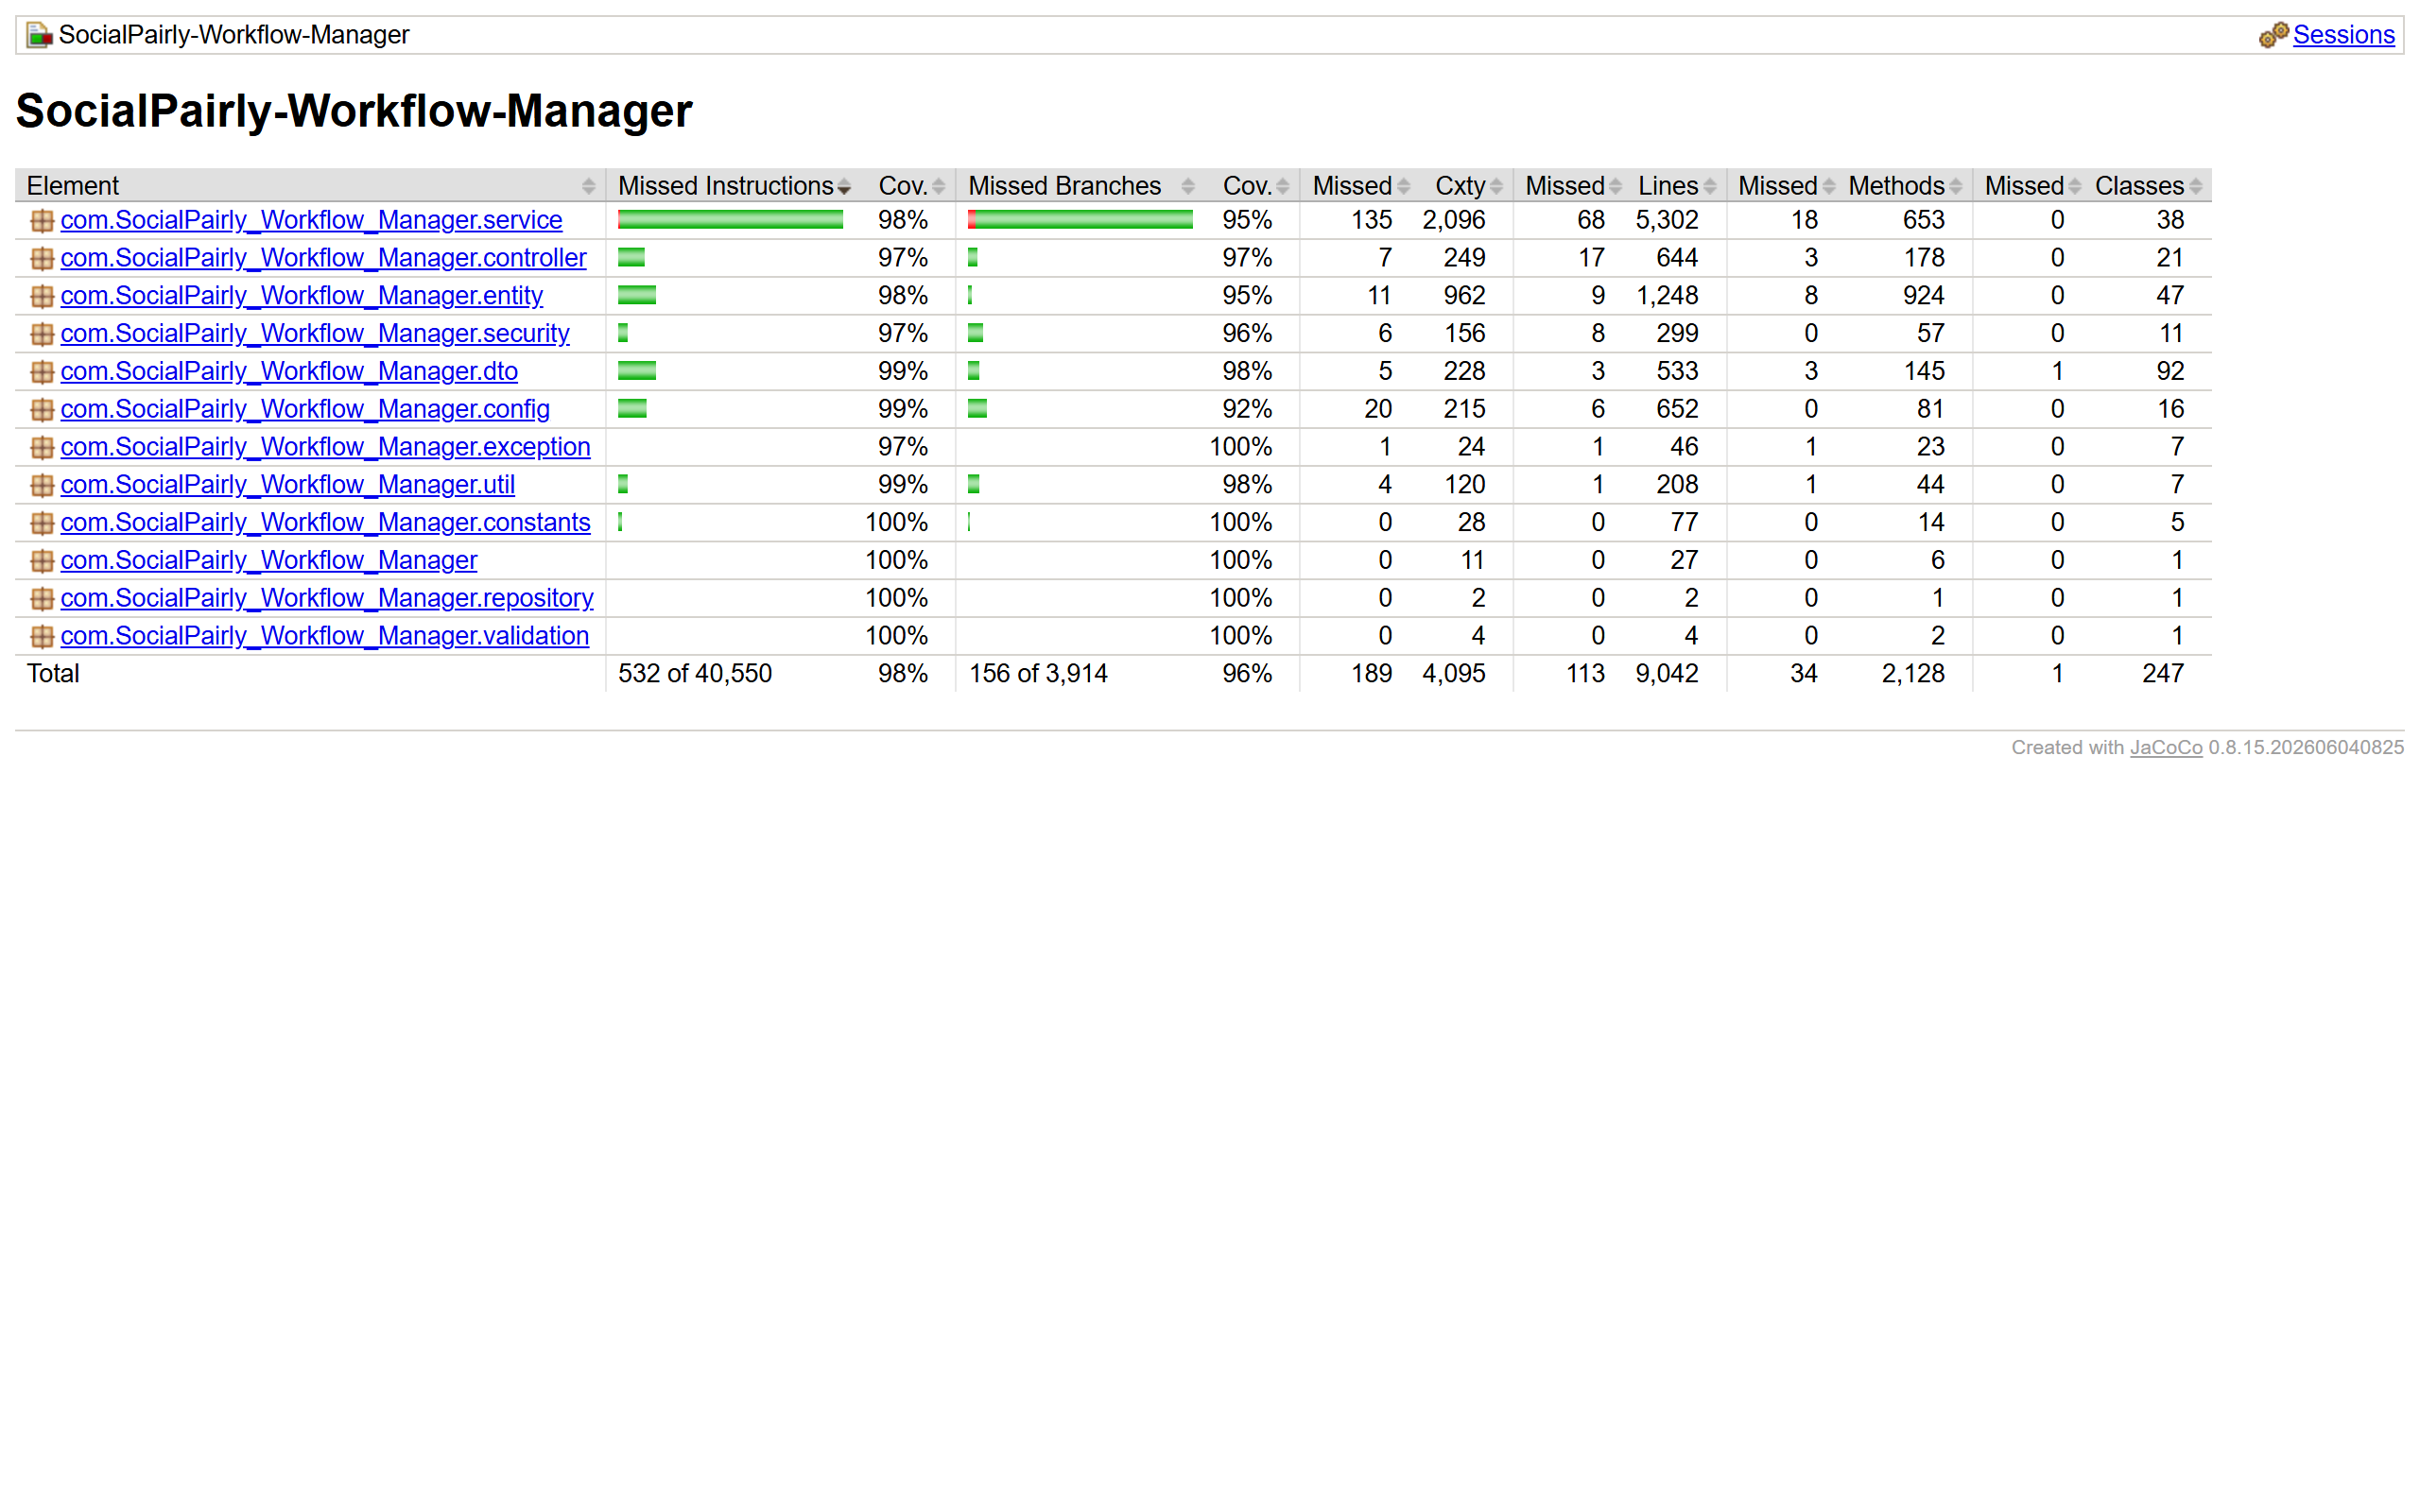 SocialPairly-Workflow-Manager Sessions
SocialPairly-Workflow-Manager
Element Missed Instructions Cov. Missed Branches Cov. Missed Cxty Missed Lines Missed Methods Missed Classes
com.SocialPairly_Workflow_Manager.service 98% 95% 135 2,096 68 5,302 18 653 0 38
com.SocialPairly_Workflow_Manager.controller 97% 97% 7 249 17 644 3 178 0 21
com.SocialPairly_Workflow_Manager.entity 98% 95% 11 962 9 1,248 8 924 0 47
com.SocialPairly_Workflow_Manager.security 97% 96% 6 156 8 299 0 57 0 11
com.SocialPairly_Workflow_Manager.dto 99% 98% 5 228 3 533 3 145 1 92
com.SocialPairly_Workflow_Manager.config 99% 92% 20 215 6 652 0 81 0 16
com.SocialPairly_Workflow_Manager.exception 97% 100% 1 24 1 46 1 23 0 7
com.SocialPairly_Workflow_Manager.util 99% 98% 4 120 1 208 1 44 0 7
com.SocialPairly_Workflow_Manager.constants 100% 100% 0 28 0 77 0 14 0 5
com.SocialPairly_Workflow_Manager 100% 100% 0 11 0 27 0 6 0 1
com.SocialPairly_Workflow_Manager.repository 100% 100% 0 2 0 2 0 1 0 1
com.SocialPairly_Workflow_Manager.validation 100% 100% 0 4 0 4 0 2 0 1
Total 532 of 40,550 98% 156 of 3,914 96% 189 4,095 113 9,042 34 2,128 1 247
Created with JaCoCo 0.8.15.202606040825